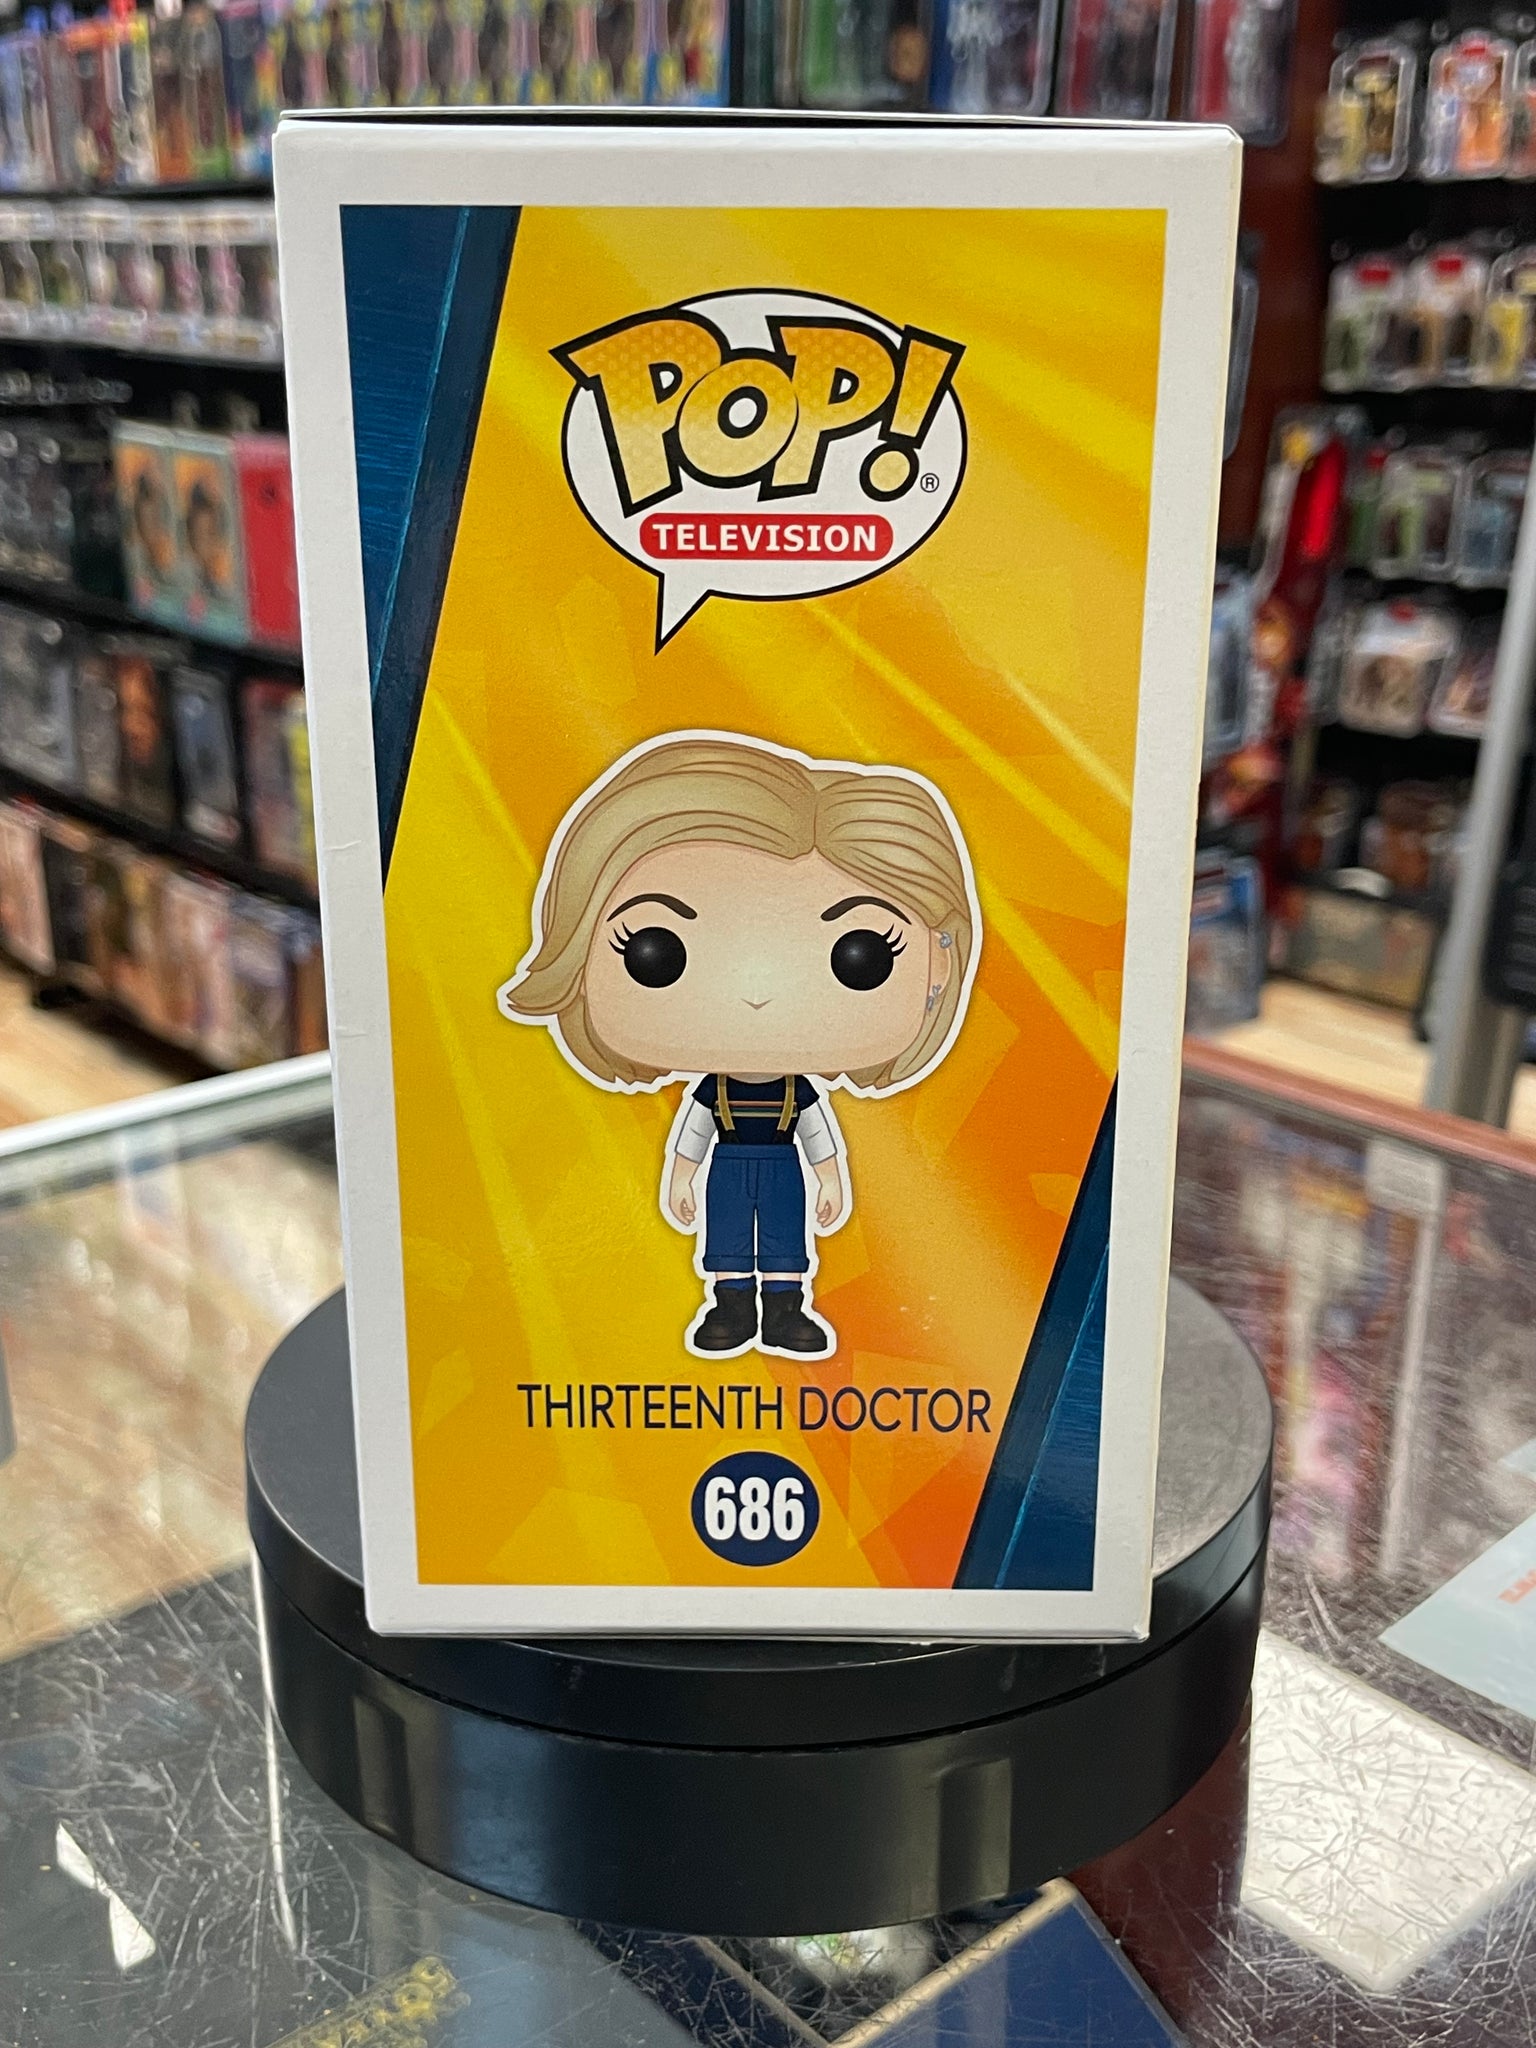 POP!®
TELEVISION
THIRTEENTH DOCTOR
686